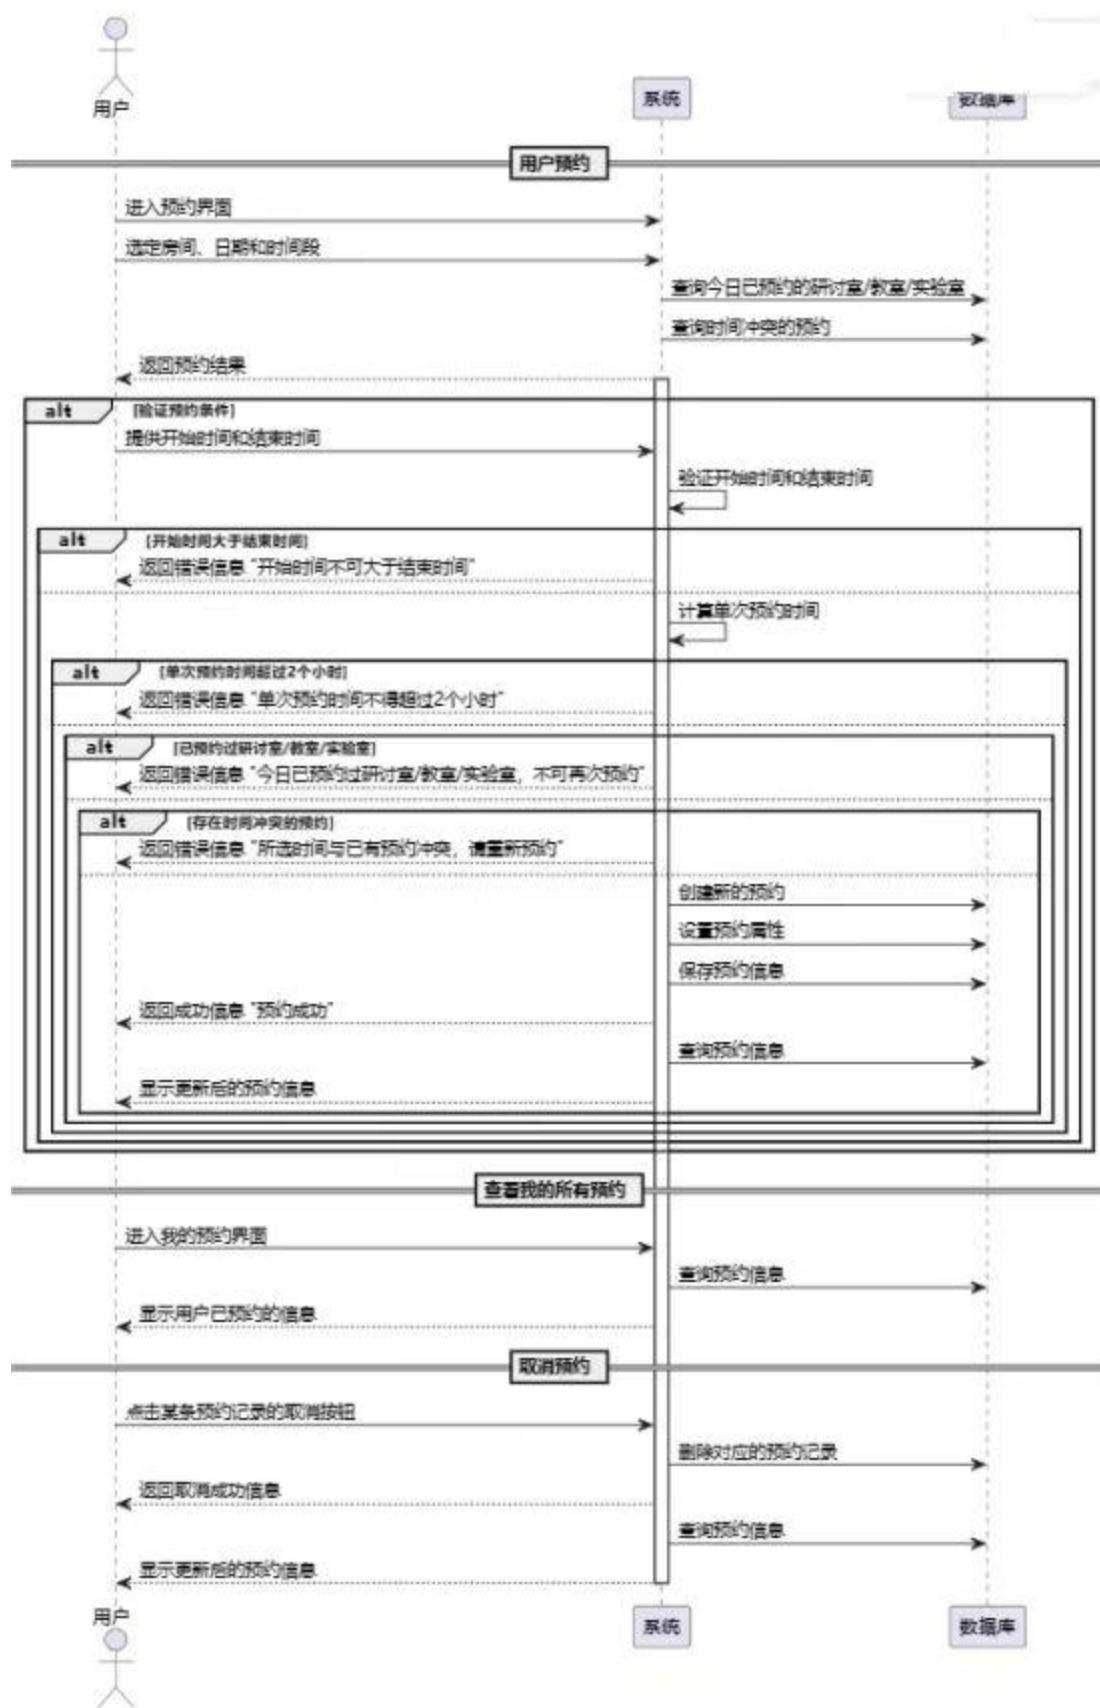 用户
系统
数据库
用户预约
进入预约界面
选定房间、日期和时间段
查询今日已预约的研讨室/教室/实验室
查询时间冲突的预约
返回预约结果
alt [验证预约条件]
提供开始时间和结束时间
验证开始时间和结束时间
alt [开始时间大于结束时间]
返回错误信息 "开始时间不可大于结束时间"
计算单次预约时间
alt [单次预约时间超过2个小时]
返回错误信息 "单次预约时间不得超过2个小时"
alt [已预约过研讨室/教室/实验室]
返回错误信息 "今日已预约过研讨室/教室/实验室，不可再次预约"
alt [存在时间冲突的预约]
返回错误信息 "所选时间与已有预约冲突，请重新预约"
创建新的预约
设置预约属性
保存预约信息
返回成功信息 "预约成功"
查询预约信息
显示更新后的预约信息
查看我的所有预约
进入我的预约界面
查询预约信息
显示用户已预约的信息
取消预约
点击某条预约记录的取消按钮
删除对应的预约记录
返回取消成功信息
查询预约信息
显示更新后的预约信息
用户
系统
数据库